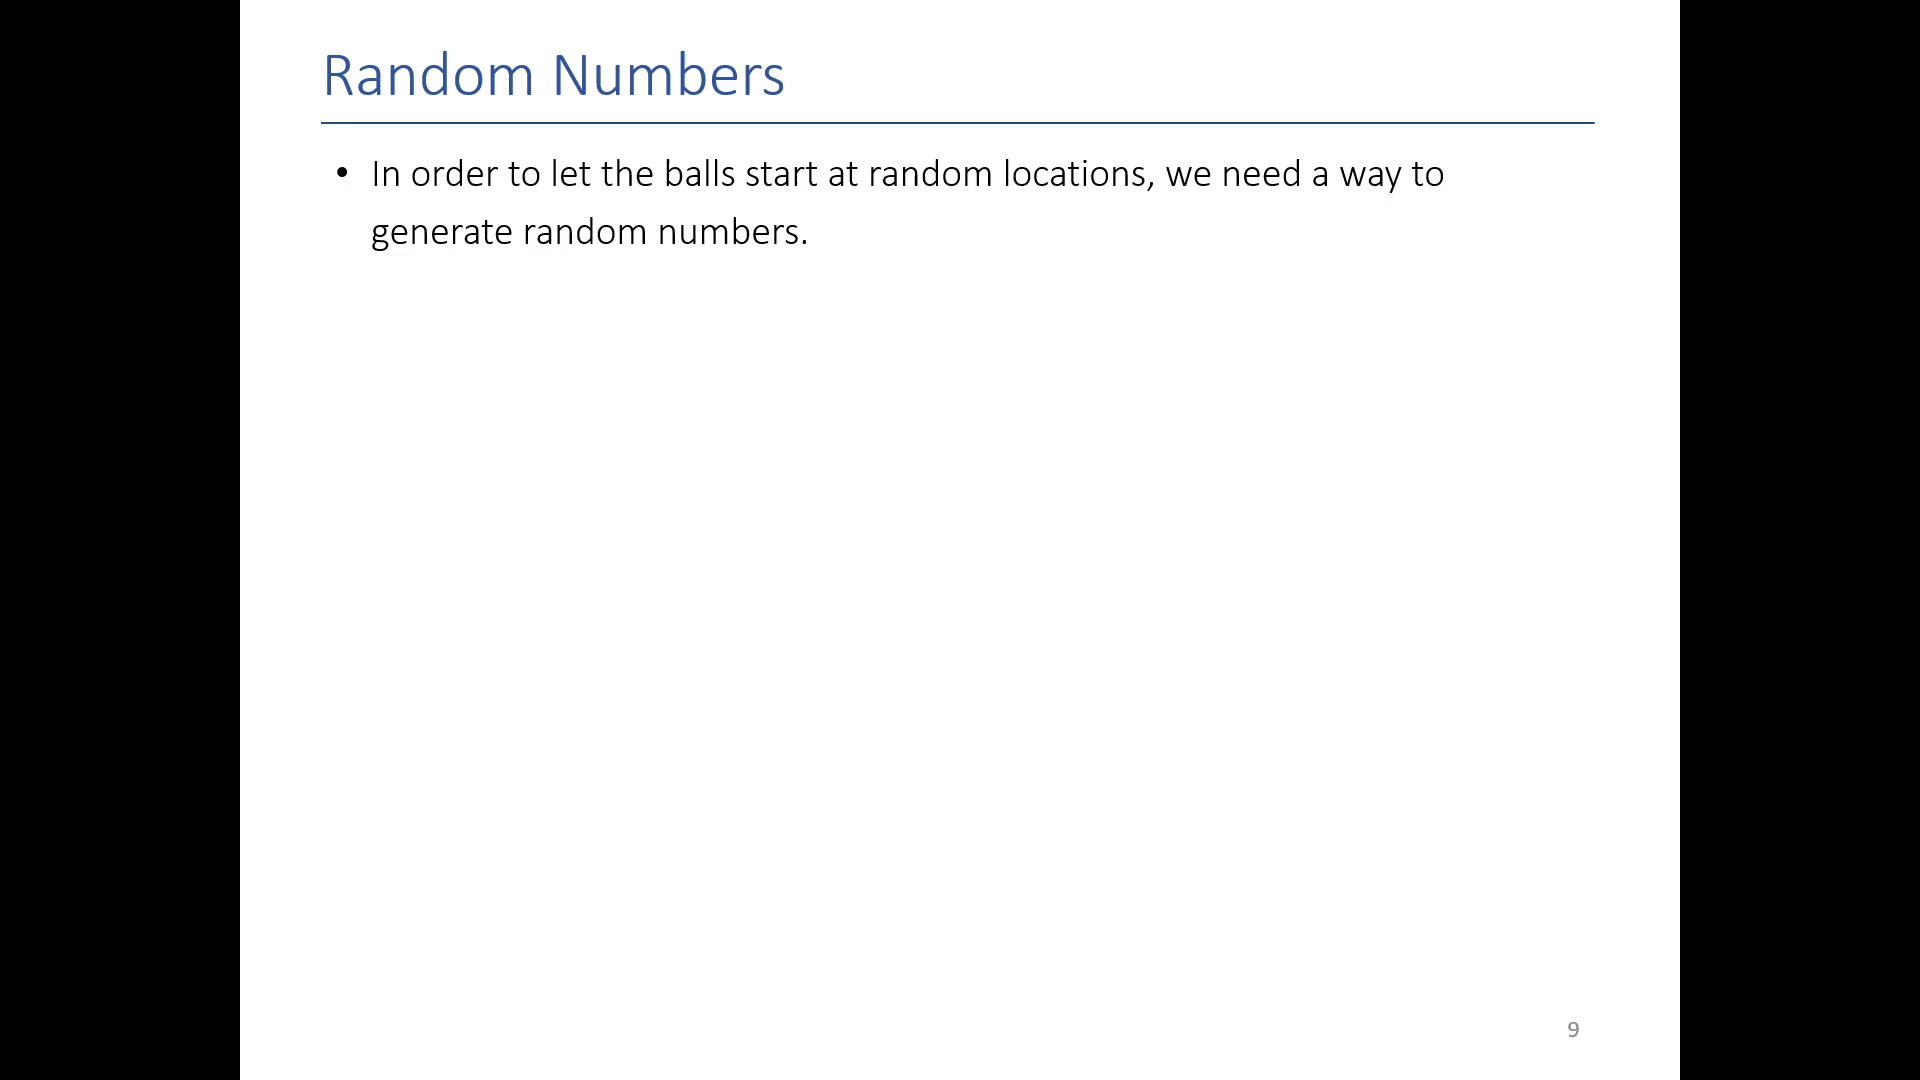 Random Numbers
• In order to let the balls start at random locations, we need a way to
generate random numbers.
9